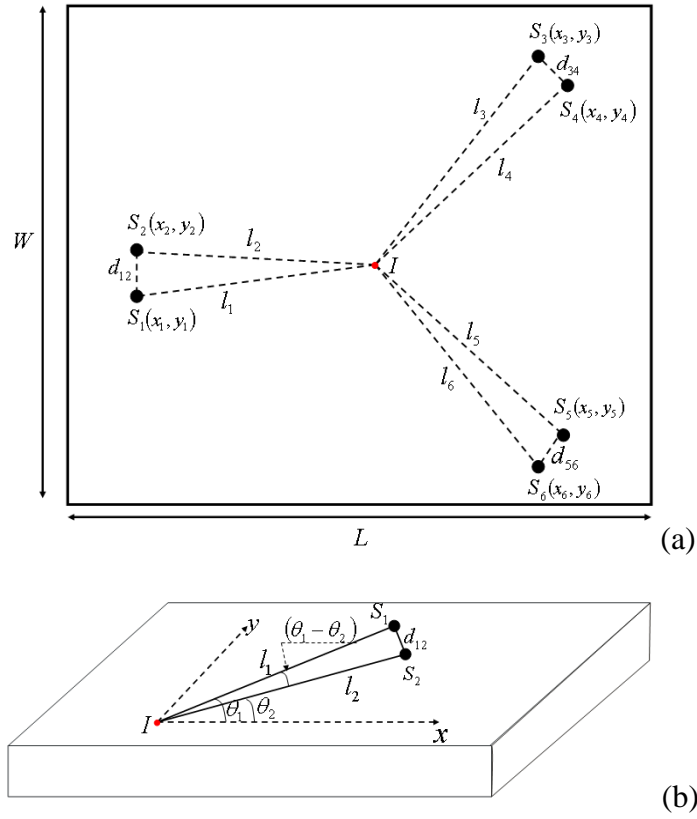 S₃(x₃, y₃)
d₃₄
S₄(x₄, y₄)
l₃
l₄
W
S₂(x₂, y₂)
l₂
d₁₂
I
l₁
S₁(x₁, y₁)
l₅
l₆
S₅(x₅, y₅)
d₅₆
S₆(x₆, y₆)
L
(a)
S₁
(θ₁ − θ₂)
y
d₁₂
l₁
S₂
l₂
θ₁
θ₂
I
x
(b)